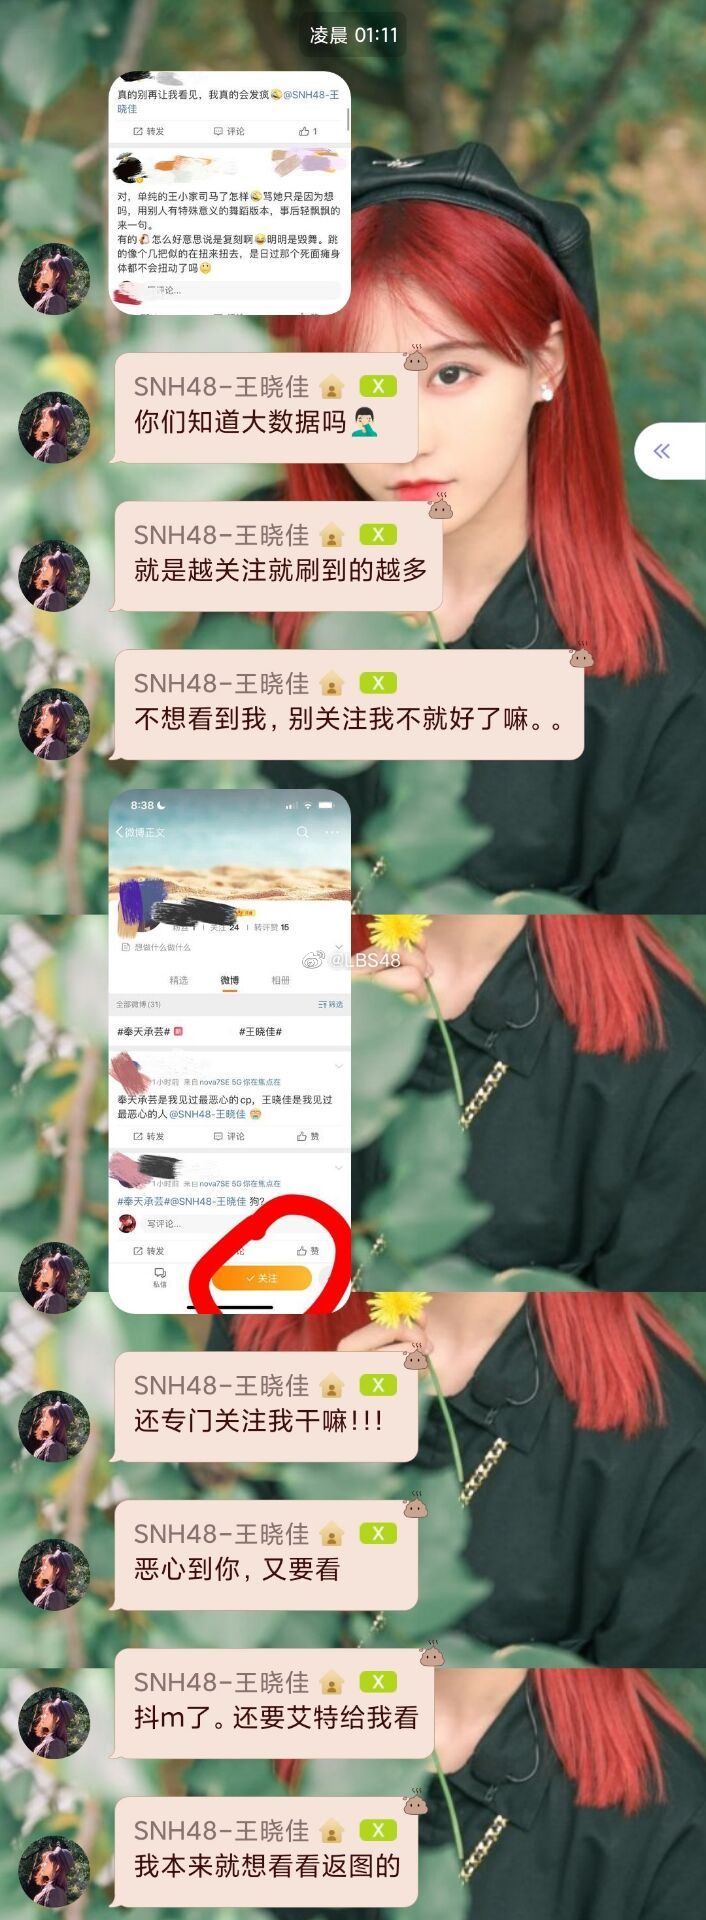 凌晨 01:11
真的别再让我看见，我真的会发疯@SNH48-王
晓佳
转发 评论 1
对，单纯的王小家司马了怎样骂她只是因为想
吗，用别人有特殊意义的舞蹈版本，事后轻飘飘的
来一句。
有的怎么好意思说是复刻啊明明是毁舞。跳
的像个几把似的在扭来扭去，是日过那个死面瘫身
体都不会扭动了吗
写评论...
SNH48-王晓佳 X
你们知道大数据吗
SNH48-王晓佳 X
就是越关注就刷到的越多
SNH48-王晓佳 X
不想看到我，别关注我不就好了嘛。。
8:38
微博正文
关注 24 转评赞 15
想做什么做什么
@LBS48
精选 微博 相册
全部微博(31) 筛选
#奉天承芸# #王晓佳#
1小时前 来自nova7SE 5G 你在焦点在
奉天承芸是我见过最恶心的cp，王晓佳是我见过
最恶心的人@SNH48-王晓佳
转发 评论 赞
1小时前 来自nova7SE 5G 你在焦点在
#奉天承芸#@SNH48-王晓佳 狗?
写评论...
转发 论 赞
私信 关注
SNH48-王晓佳 X
还专门关注我干嘛!!!
SNH48-王晓佳 X
恶心到你，又要看
SNH48-王晓佳 X
抖m了。还要艾特给我看
SNH48-王晓佳 X
我本来就想看看返图的